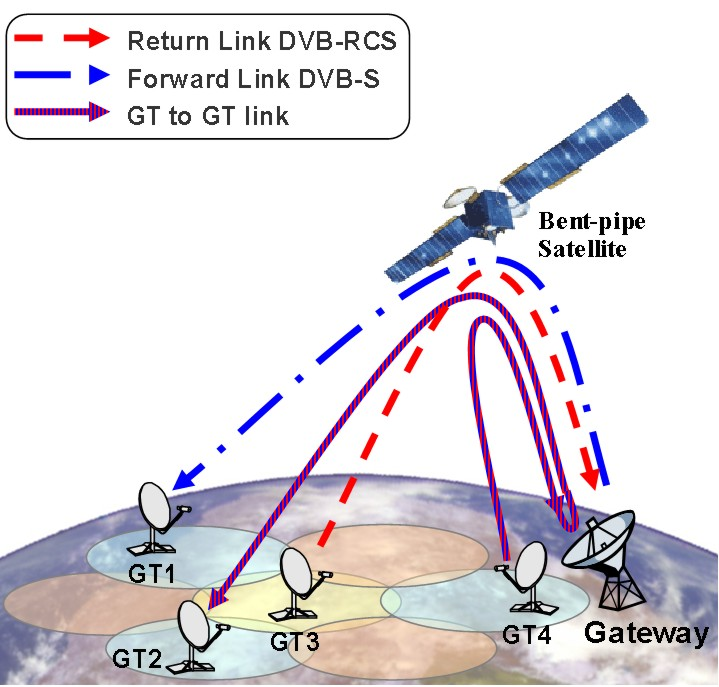 Return Link DVB-RCS
Forward Link DVB-S
GT to GT link
Bent-pipe
Satellite
GT1
GT2
GT3
GT4
Gateway